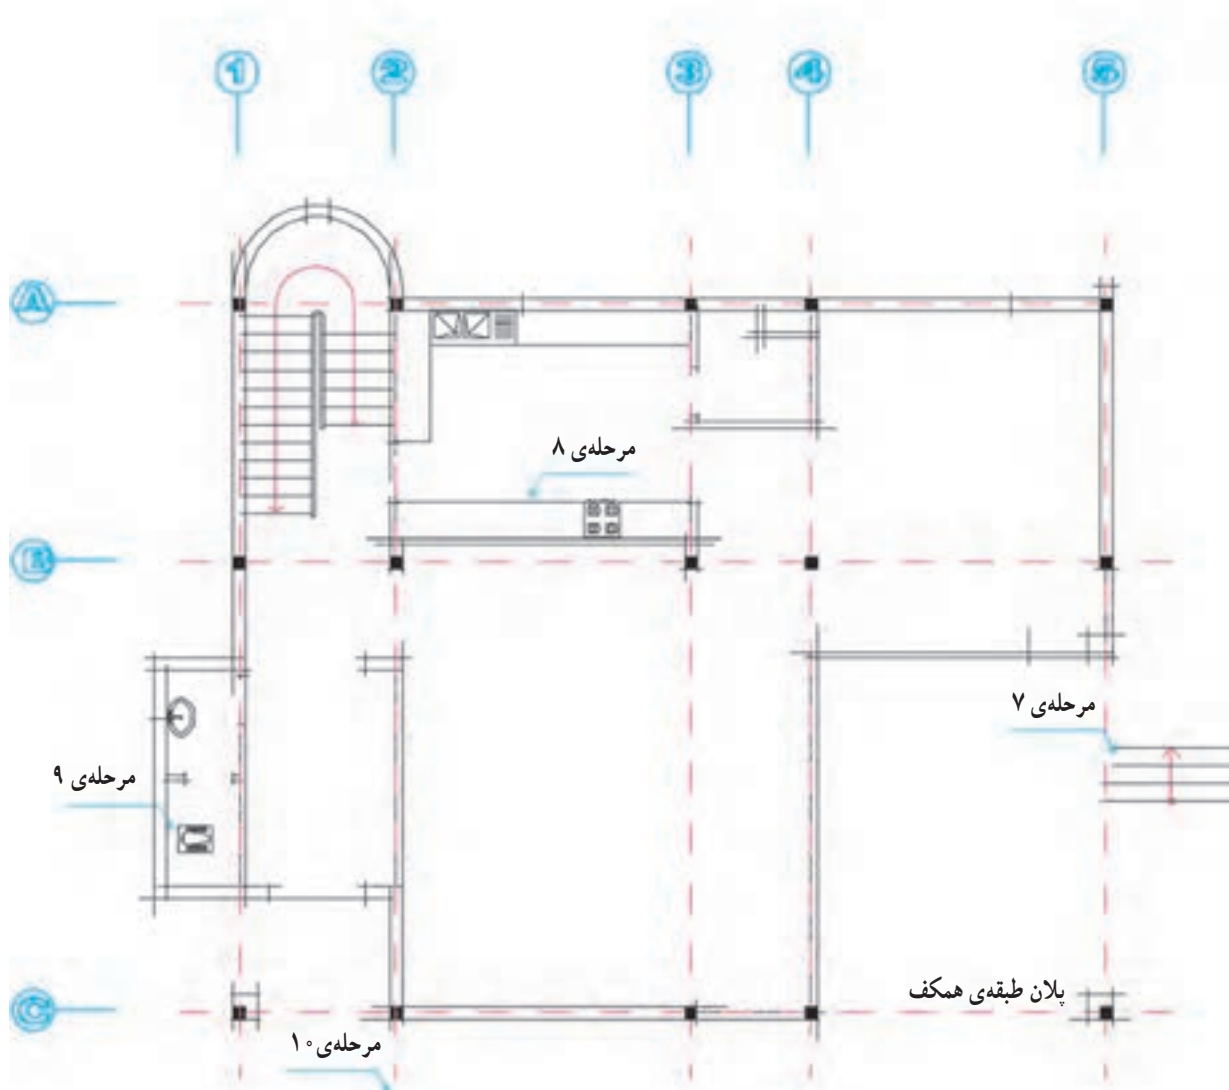 1 2 3 4 5
A
مرحله‌ی ۸
B
مرحله‌ی ۷
مرحله‌ی ۹
پلان طبقه‌ی همکف
C
مرحله‌ی ۱۰